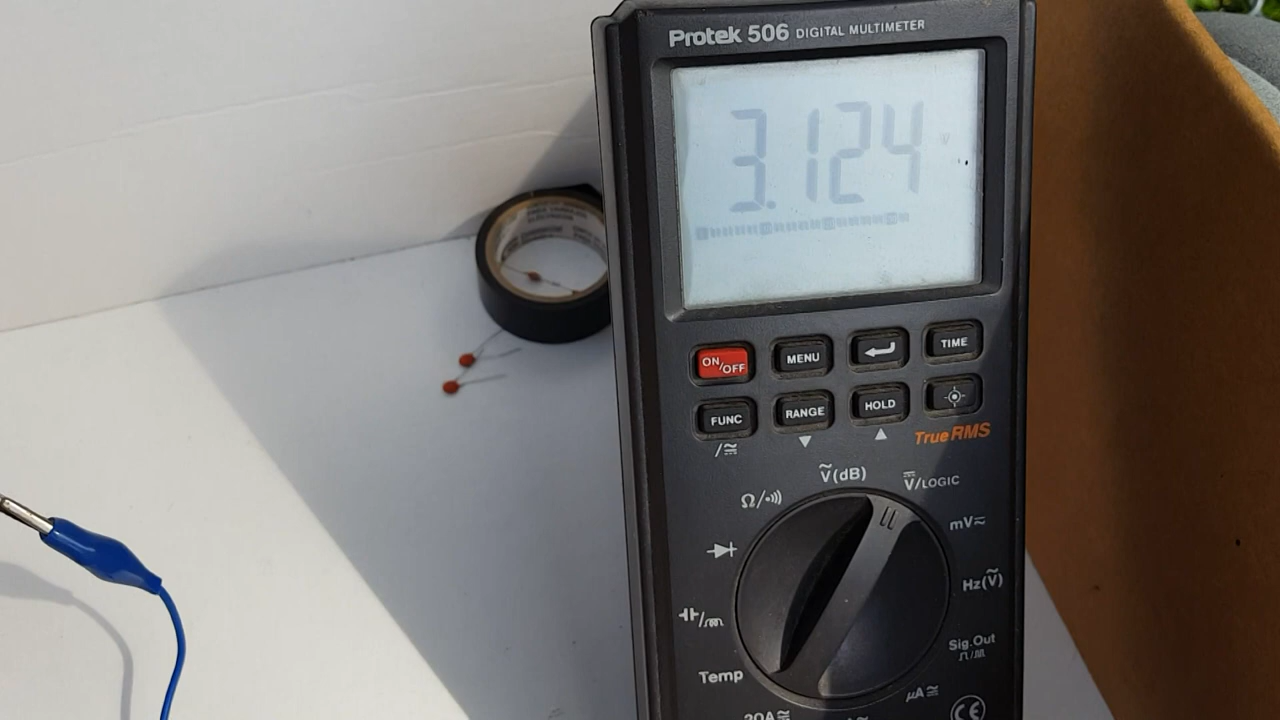 Protek 506 DIGITAL MULTIMETER
3.124
V
ON/OFF
MENU
TIME
FUNC
RANGE
HOLD
True RMS
Ṽ(dB)
V/LOGIC
Ω/
mV
Hz(Ṽ)
Sig.Out
Temp
µA
20A
CE